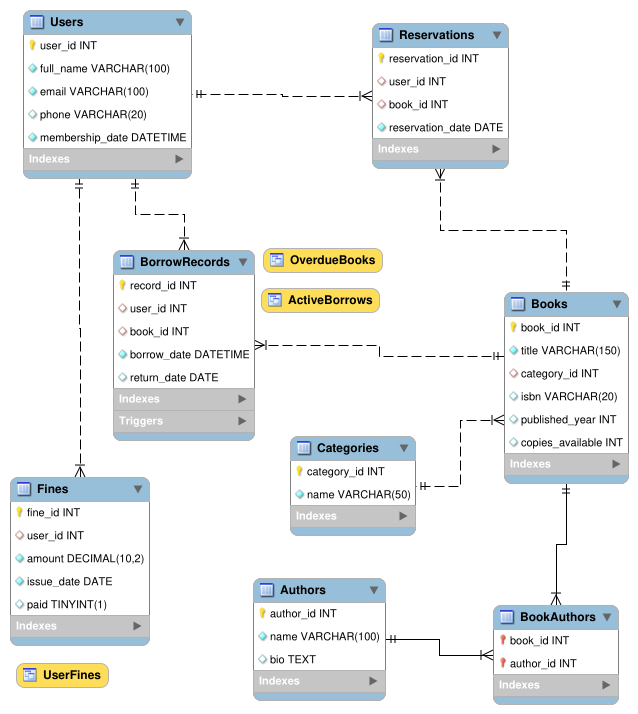 Users
user_id INT
full_name VARCHAR(100)
email VARCHAR(100)
phone VARCHAR(20)
membership_date DATETIME
Indexes
Reservations
reservation_id INT
user_id INT
book_id INT
reservation_date DATE
Indexes
BorrowRecords
record_id INT
user_id INT
book_id INT
borrow_date DATETIME
return_date DATE
Indexes
Triggers
OverdueBooks
ActiveBorrows
Books
book_id INT
title VARCHAR(150)
category_id INT
isbn VARCHAR(20)
published_year INT
copies_available INT
Indexes
Categories
category_id INT
name VARCHAR(50)
Indexes
Fines
fine_id INT
user_id INT
amount DECIMAL(10,2)
issue_date DATE
paid TINYINT(1)
Indexes
UserFines
Authors
author_id INT
name VARCHAR(100)
bio TEXT
Indexes
BookAuthors
book_id INT
author_id INT
Indexes